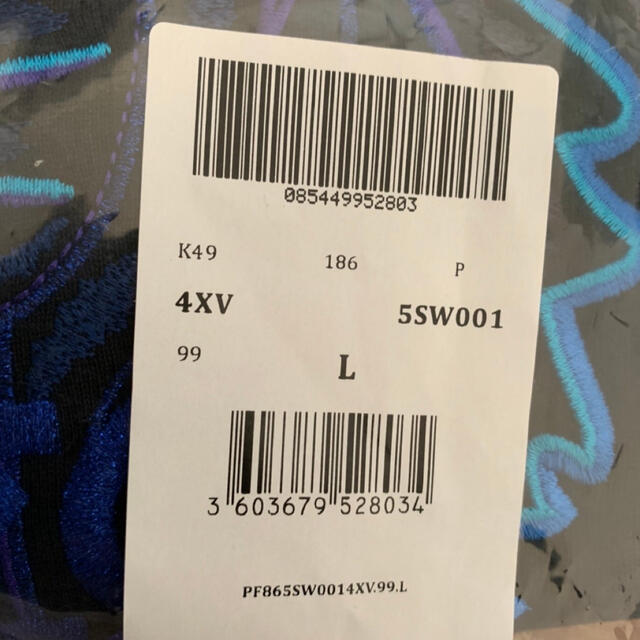 085449952803
K49 186 P
4XV 5SW001
99 L
3 603679 528034
PF865SW0014XV.99.L